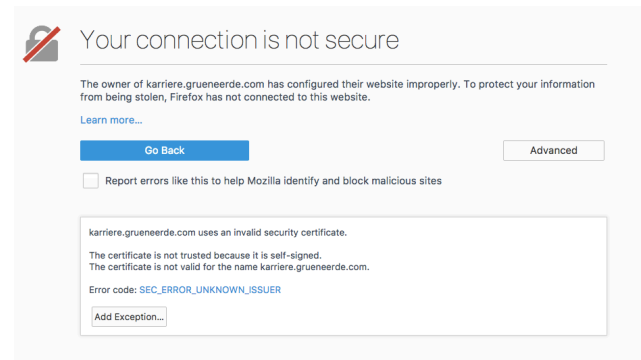 Your connection is not secure
The owner of karriere.grueneerde.com has configured their website improperly. To protect your information
from being stolen, Firefox has not connected to this website.
Learn more...
Go Back
Advanced
Report errors like this to help Mozilla identify and block malicious sites
karriere.grueneerde.com uses an invalid security certificate.
The certificate is not trusted because it is self-signed.
The certificate is not valid for the name karriere.grueneerde.com.
Error code: SEC_ERROR_UNKNOWN_ISSUER
Add Exception...